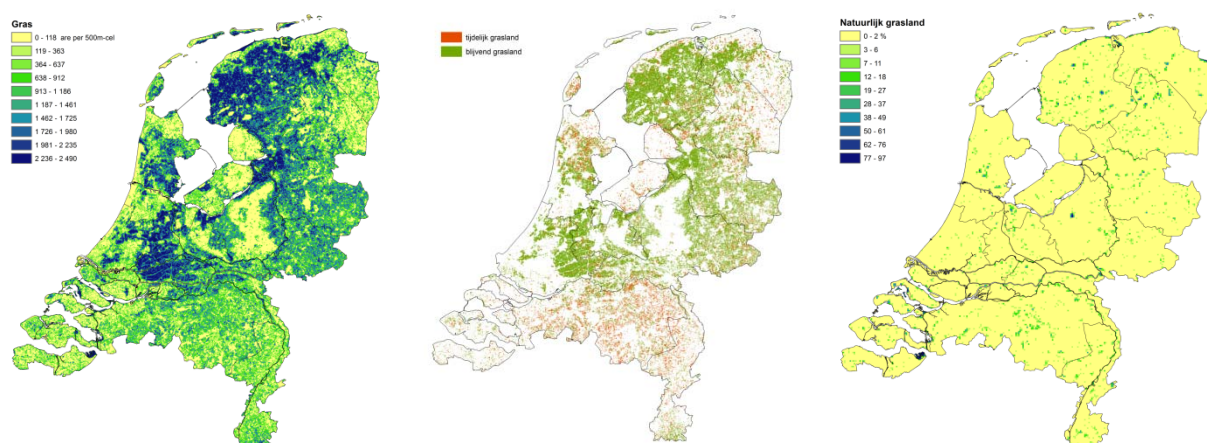 Gras
0 - 118 are per 500m-cel
119 - 363
364 - 637
638 - 912
913 - 1 186
1 187 - 1 461
1 462 - 1 725
1 726 - 1 980
1 981 - 2 235
2 236 - 2 490
tijdelijk grasland
blijvend grasland
Natuurlijk grasland
0 - 2 %
3 - 6
7 - 11
12 - 18
19 - 27
28 - 37
38 - 49
50 - 61
62 - 76
77 - 97